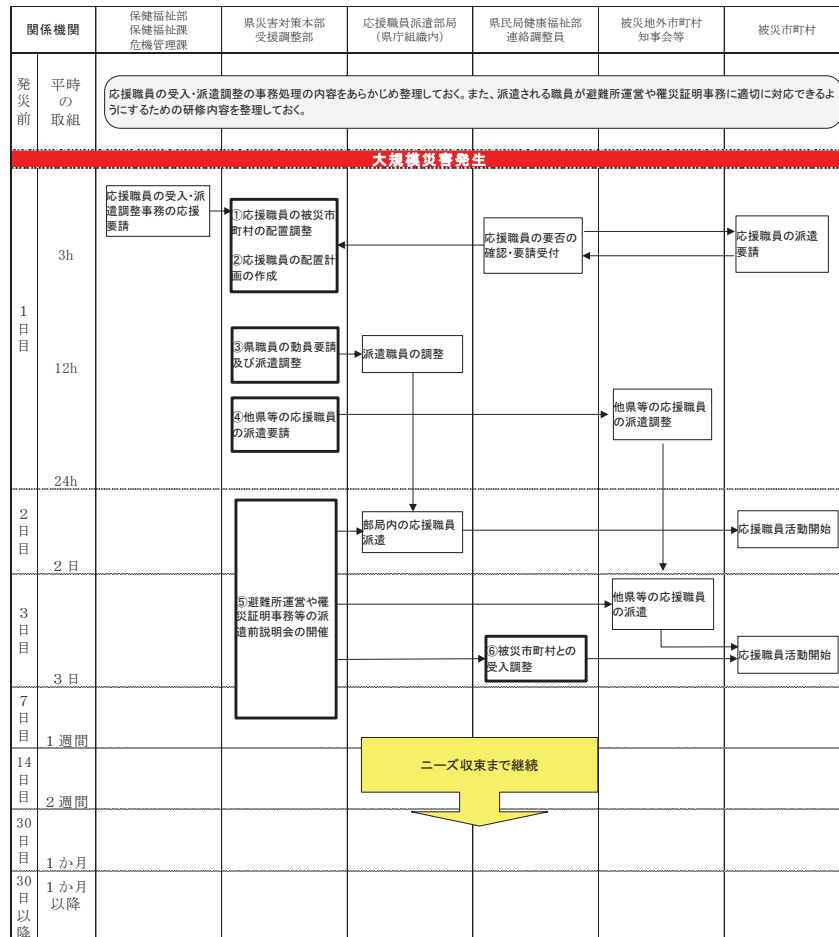 関係機関
保健福祉部
保健福祉課
危機管理課
県災害対策本部
受援調整部
応援職員派遣部局
（県庁組織内）
県民局健康福祉部
連絡調整員
被災地外市町村
知事会等
被災市町村
発災前
平時の取組
応援職員の受入・派遣調整の事務処理の内容をあらかじめ整理しておく。また、派遣される職員が避難所運営や罹災証明事務に適切に対応できるよ
うにするための研修内容を整理しておく。
大規模災害発生
1日目
3h
応援職員の受入・派
遣調整事務の応援
要請
①応援職員の被災市
町村の配置調整
②応援職員の配置計
画の作成
応援職員の要否の
確認・要請受付
応援職員の派遣
要請
12h
③県職員の動員要請
及び派遣調整
派遣職員の調整
④他県等の応援職員
の派遣要請
他県等の応援職員
の派遣調整
24h
2日目
2日
部局内の応援職員
派遣
応援職員活動開始
3日目
3日
⑤避難所運営や罹
災証明事務等の派
遣前説明会の開催
他県等の応援職員
の派遣
⑥被災市町村との
受入調整
応援職員活動開始
7日目
1週間
ニーズ収束まで継続
14日目
2週間
30日目
1か月
30日以降
1か月
以降